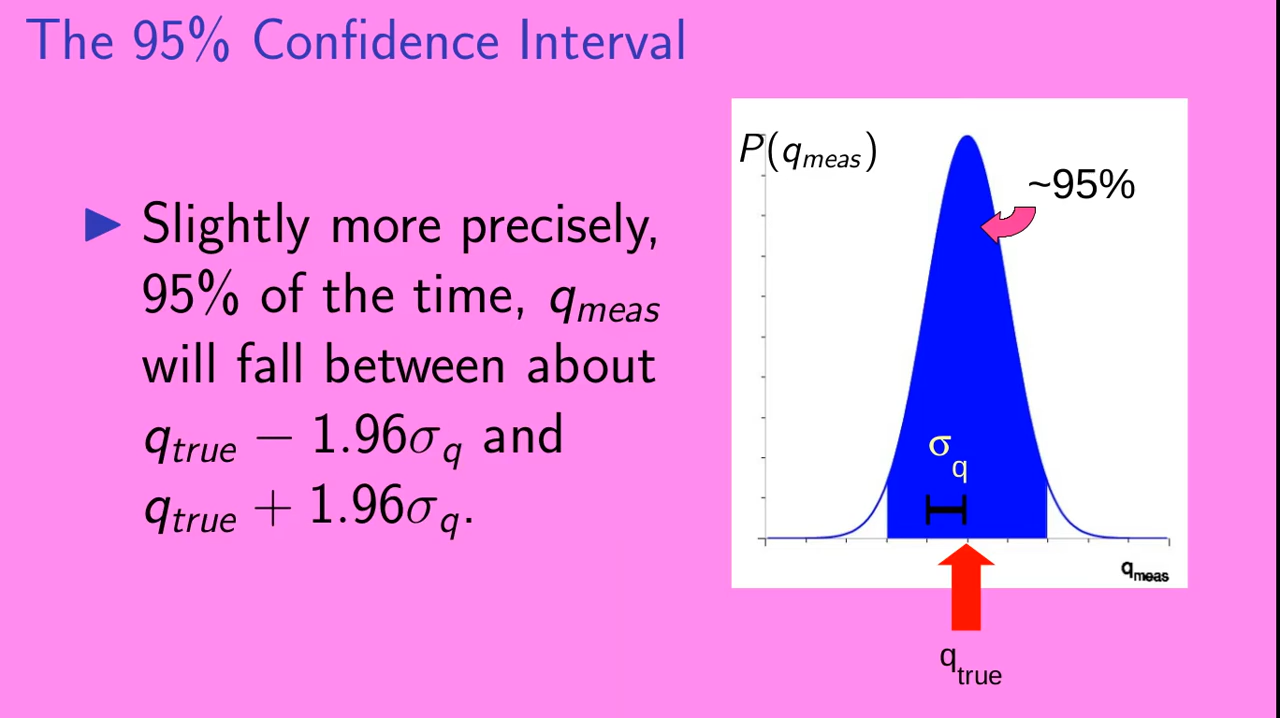 The 95% Confidence Interval
▶ Slightly more precisely,
95% of the time, q_meas
will fall between about
q_true − 1.96σ_q and
q_true + 1.96σ_q.
P(q_meas)
~95%
σ_q
q_meas
q_true